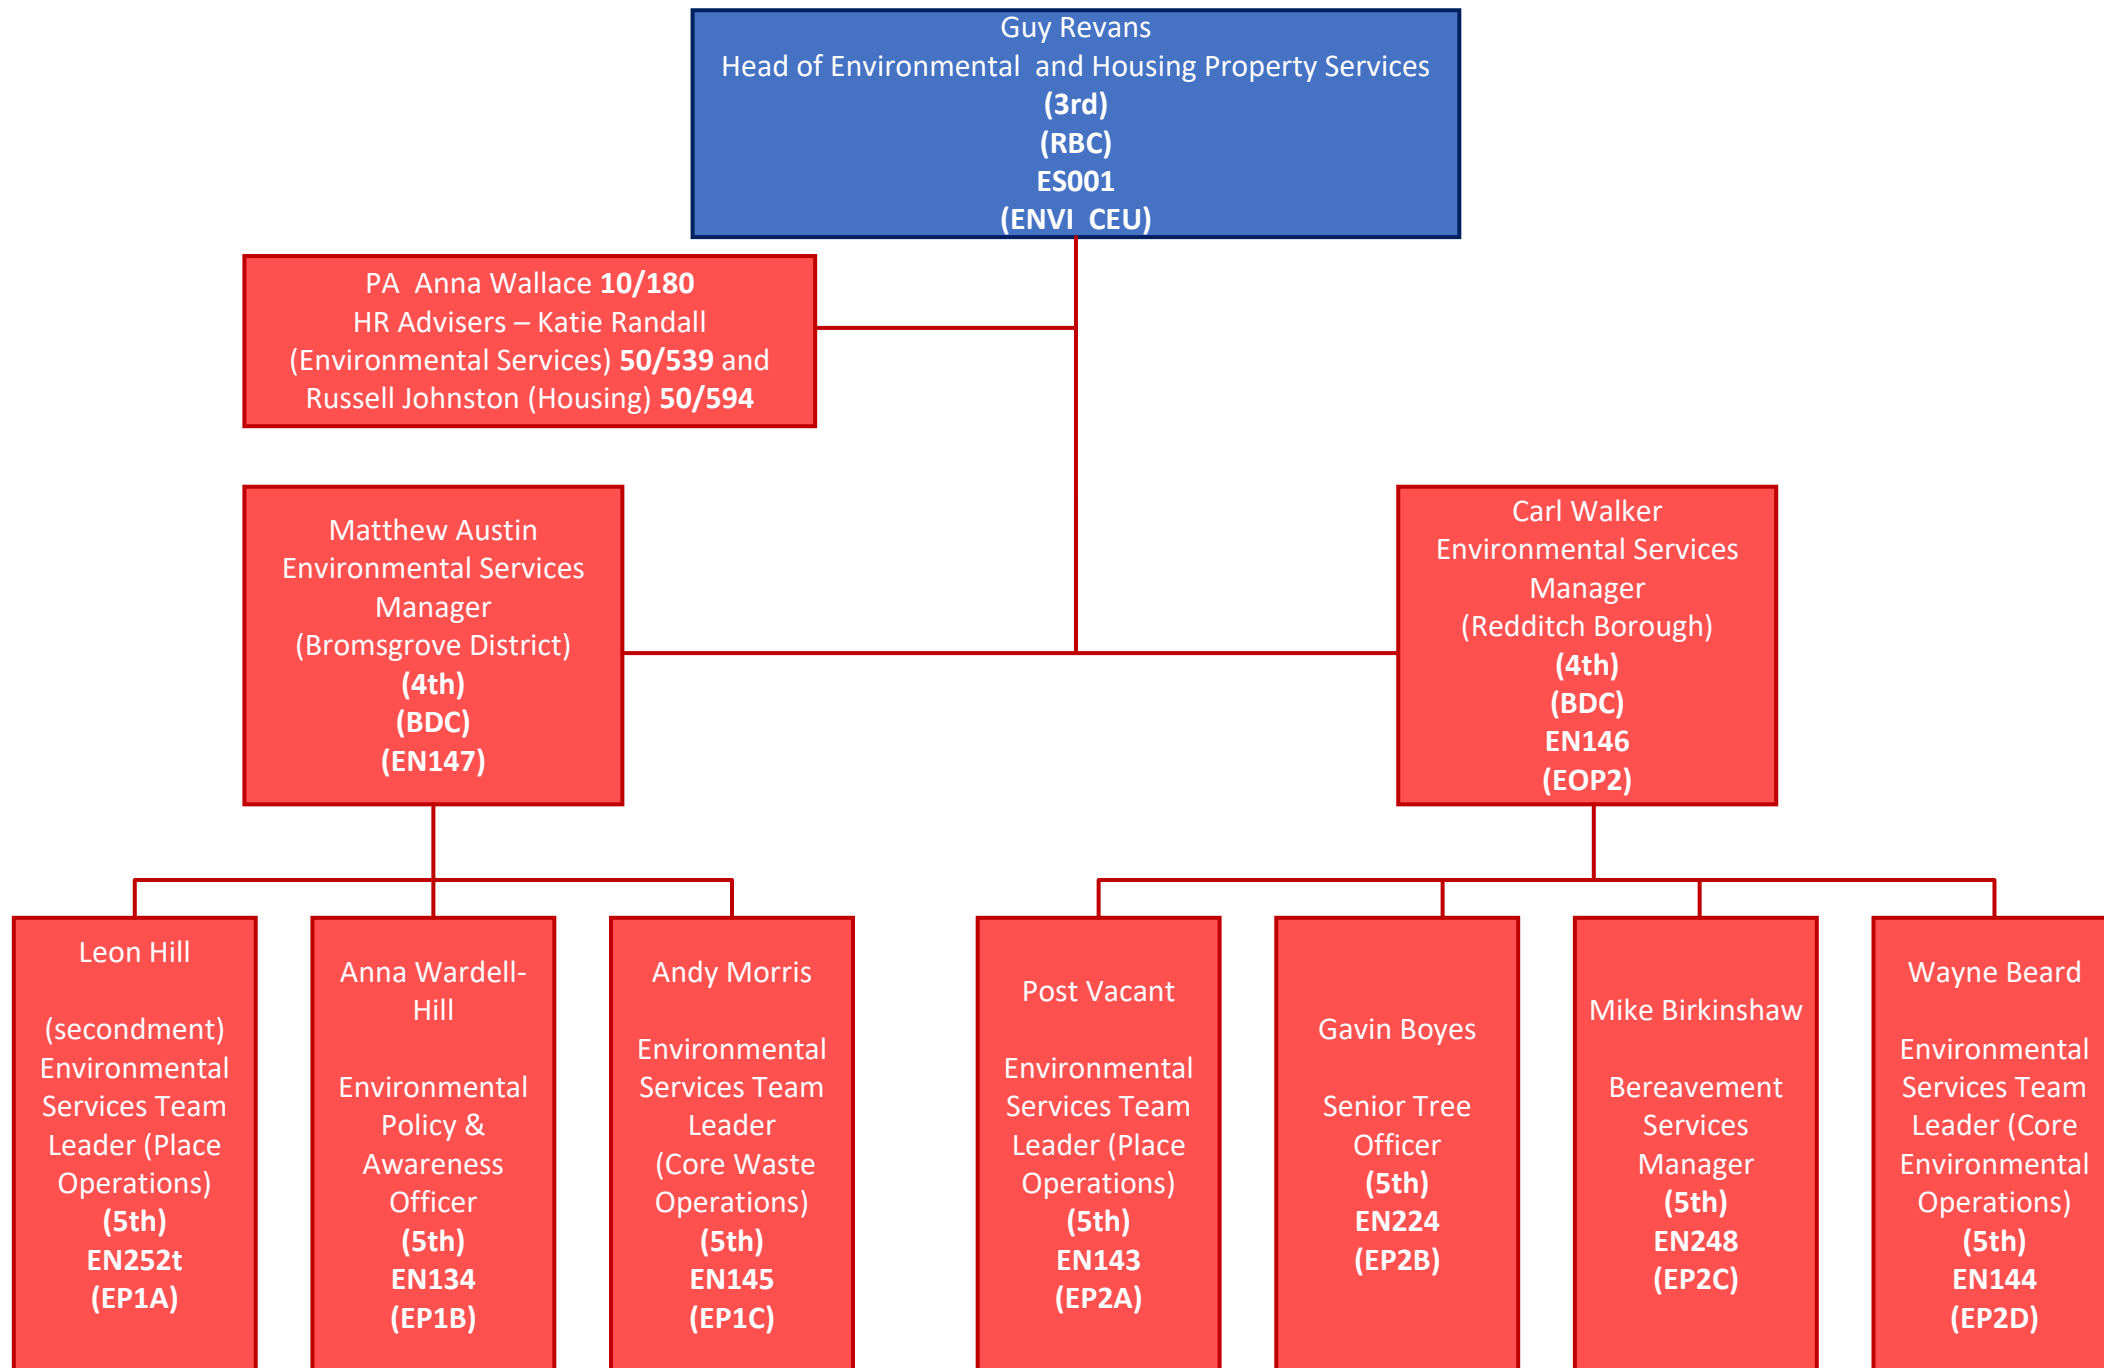 Guy Revans
Head of Environmental  and Housing Property Services
(3rd)
(RBC)
ES001
(ENVI  CEU)
PA  Anna Wallace 10/180
HR Advisers – Katie Randall
(Environmental Services) 50/539 and
Russell Johnston (Housing) 50/594
Matthew Austin
Environmental Services
Manager
(Bromsgrove District)
(4th)
(BDC)
(EN147)
Carl Walker
Environmental Services
Manager
(Redditch Borough)
(4th)
(BDC)
EN146
(EOP2)
Leon Hill
(secondment)
Environmental
Services Team
Leader (Place
Operations)
(5th)
EN252t
(EP1A)
Anna Wardell-
Hill
Environmental
Policy &
Awareness
Officer
(5th)
EN134
(EP1B)
Andy Morris
Environmental
Services Team
Leader
(Core Waste
Operations)
(5th)
EN145
(EP1C)
Post Vacant
Environmental
Services Team
Leader (Place
Operations)
(5th)
EN143
(EP2A)
Gavin Boyes
Senior Tree
Officer
(5th)
EN224
(EP2B)
Mike Birkinshaw
Bereavement
Services
Manager
(5th)
EN248
(EP2C)
Wayne Beard
Environmental
Services Team
Leader (Core
Environmental
Operations)
(5th)
EN144
(EP2D)